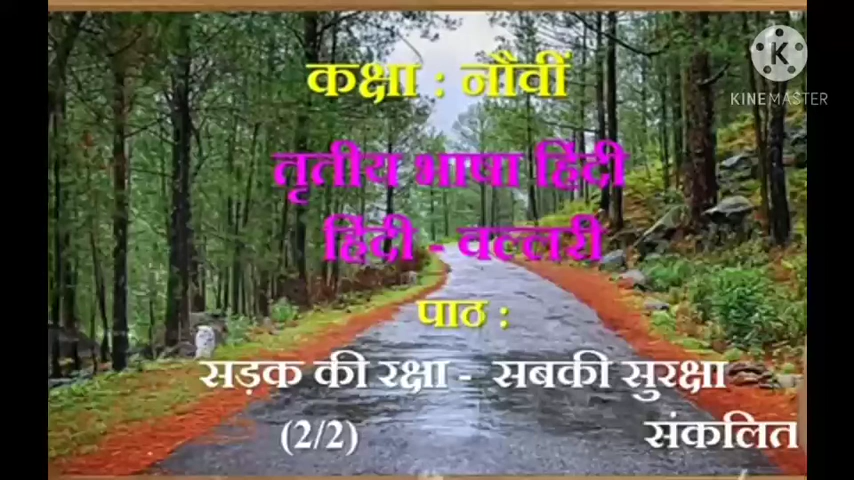 कक्षा : नौवीं
K
KINEMASTER
तृतीय भाषा हिंदी
हिंदी - वल्लरी
पाठ :
सड़क की रक्षा - सबकी सुरक्षा
(2/2) संकलित